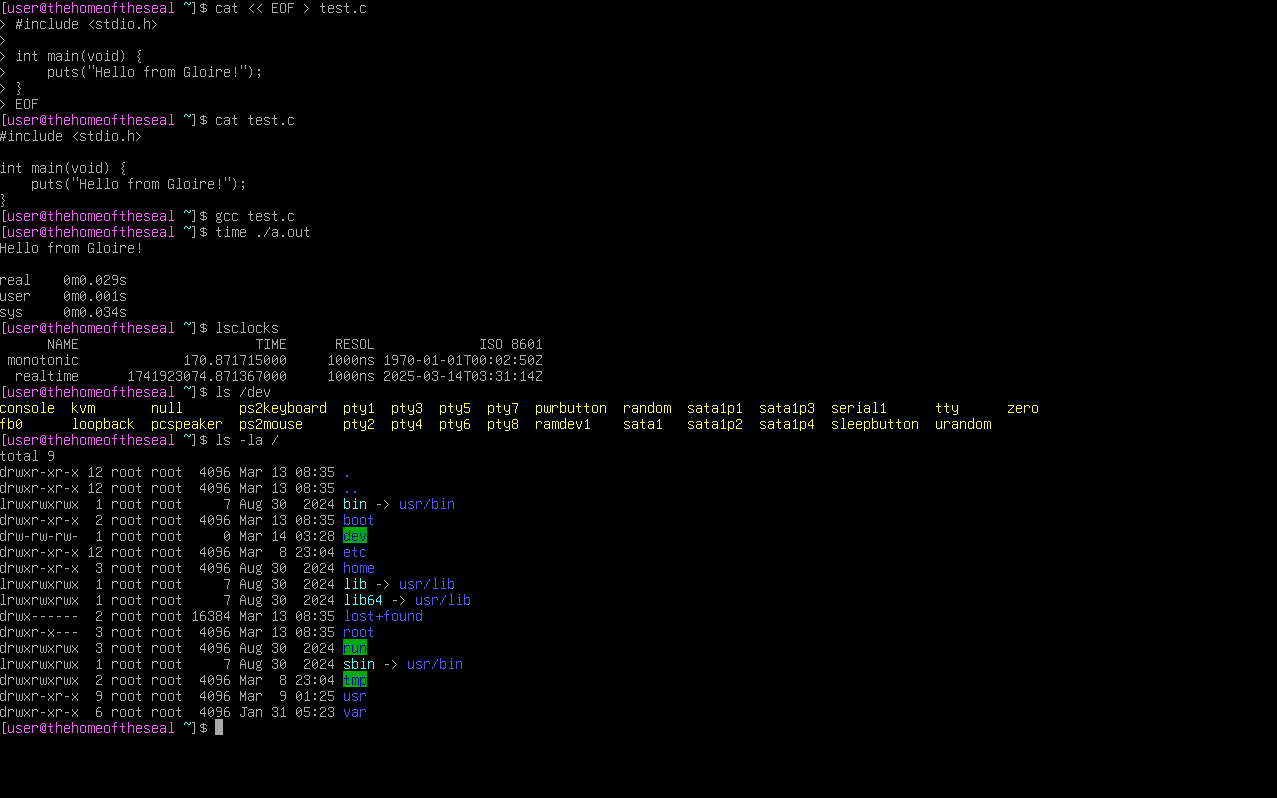 [user@thehomeoftheseal ~]$ cat << EOF > test.c
> #include <stdio.h>
>
> int main(void) {
>     puts("Hello from Gloire!");
> }
> EOF
[user@thehomeoftheseal ~]$ cat test.c
#include <stdio.h>

int main(void) {
    puts("Hello from Gloire!");
}
[user@thehomeoftheseal ~]$ gcc test.c
[user@thehomeoftheseal ~]$ time ./a.out
Hello from Gloire!

real    0m0.029s
user    0m0.001s
sys     0m0.034s
[user@thehomeoftheseal ~]$ lsclocks
      NAME                      TIME      RESOL             ISO 8601
 monotonic             170.871715000     1000ns 1970-01-01T00:02:50Z
  realtime      1741923074.871367000     1000ns 2025-03-14T03:31:14Z
[user@thehomeoftheseal ~]$ ls /dev
console  kvm       null       ps2keyboard  pty1  pty3  pty5  pty7  pwrbutton  random  sata1p1  sata1p3  serial1      tty      zero
fb0      loopback  pcspeaker  ps2mouse     pty2  pty4  pty6  pty8  ramdev1    sata1   sata1p2  sata1p4  sleepbutton  urandom
[user@thehomeoftheseal ~]$ ls -la /
total 9
drwxr-xr-x 12 root root  4096 Mar 13 08:35 .
drwxr-xr-x 12 root root  4096 Mar 13 08:35 ..
lrwxrwxrwx  1 root root     7 Aug 30  2024 bin -> usr/bin
drwxr-xr-x  2 root root  4096 Mar 13 08:35 boot
drw-rw-rw-  1 root root     0 Mar 14 03:28 dev
drwxr-xr-x 12 root root  4096 Mar  8 23:04 etc
drwxr-xr-x  3 root root  4096 Aug 30  2024 home
lrwxrwxrwx  1 root root     7 Aug 30  2024 lib -> usr/lib
lrwxrwxrwx  1 root root     7 Aug 30  2024 lib64 -> usr/lib
drwx------  2 root root 16384 Mar 13 08:35 lost+found
drwxr-x---  3 root root  4096 Mar 13 08:35 root
drwxrwxrwx  3 root root  4096 Aug 30  2024 run
lrwxrwxrwx  1 root root     7 Aug 30  2024 sbin -> usr/bin
drwxrwxrwx  2 root root  4096 Mar  8 23:04 tmp
drwxr-xr-x  9 root root  4096 Mar  9 01:25 usr
drwxr-xr-x  6 root root  4096 Jan 31 05:23 var
[user@thehomeoftheseal ~]$